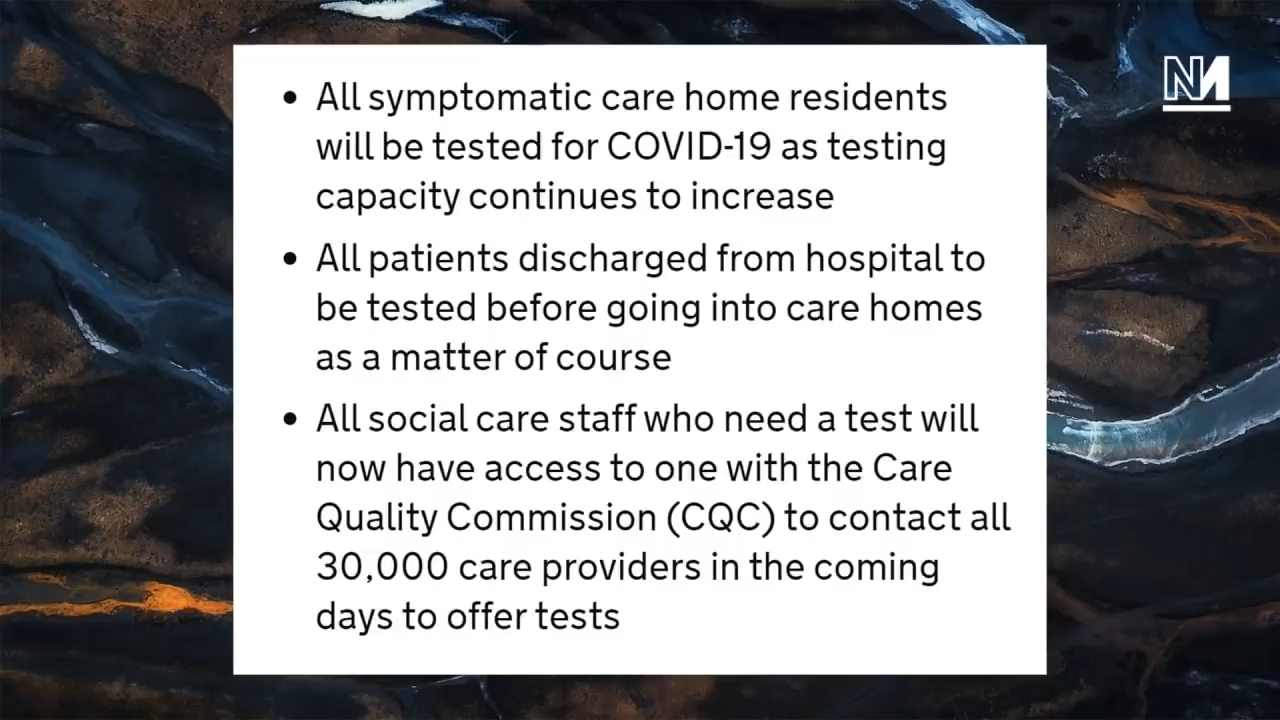 NM
• All symptomatic care home residents
will be tested for COVID-19 as testing
capacity continues to increase
• All patients discharged from hospital to
be tested before going into care homes
as a matter of course
• All social care staff who need a test will
now have access to one with the Care
Quality Commission (CQC) to contact all
30,000 care providers in the coming
days to offer tests